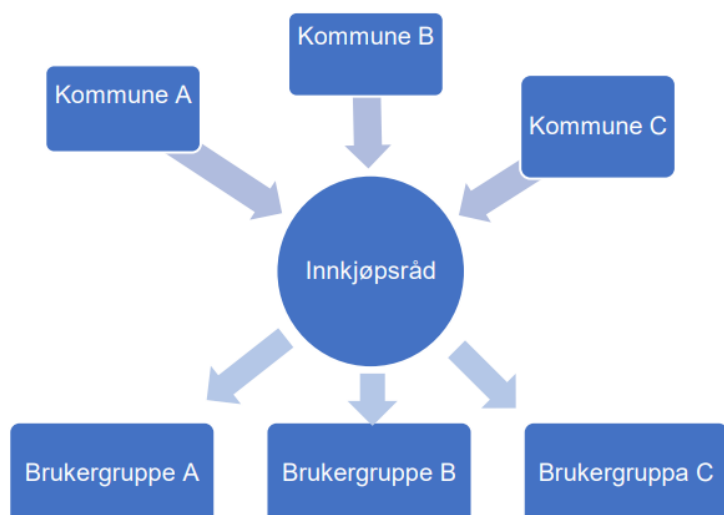 Kommune A
Kommune B
Kommune C
Innkjøpsråd
Brukergruppe A
Brukergruppe B
Brukergruppa C